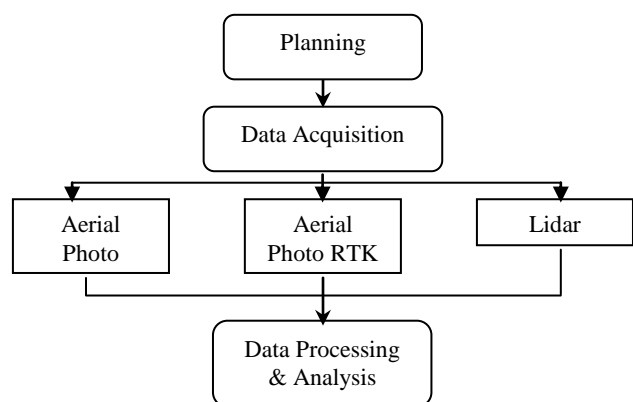 Planning
Data Acquisition
Aerial
Photo
Aerial
Photo RTK
Lidar
Data Processing
& Analysis